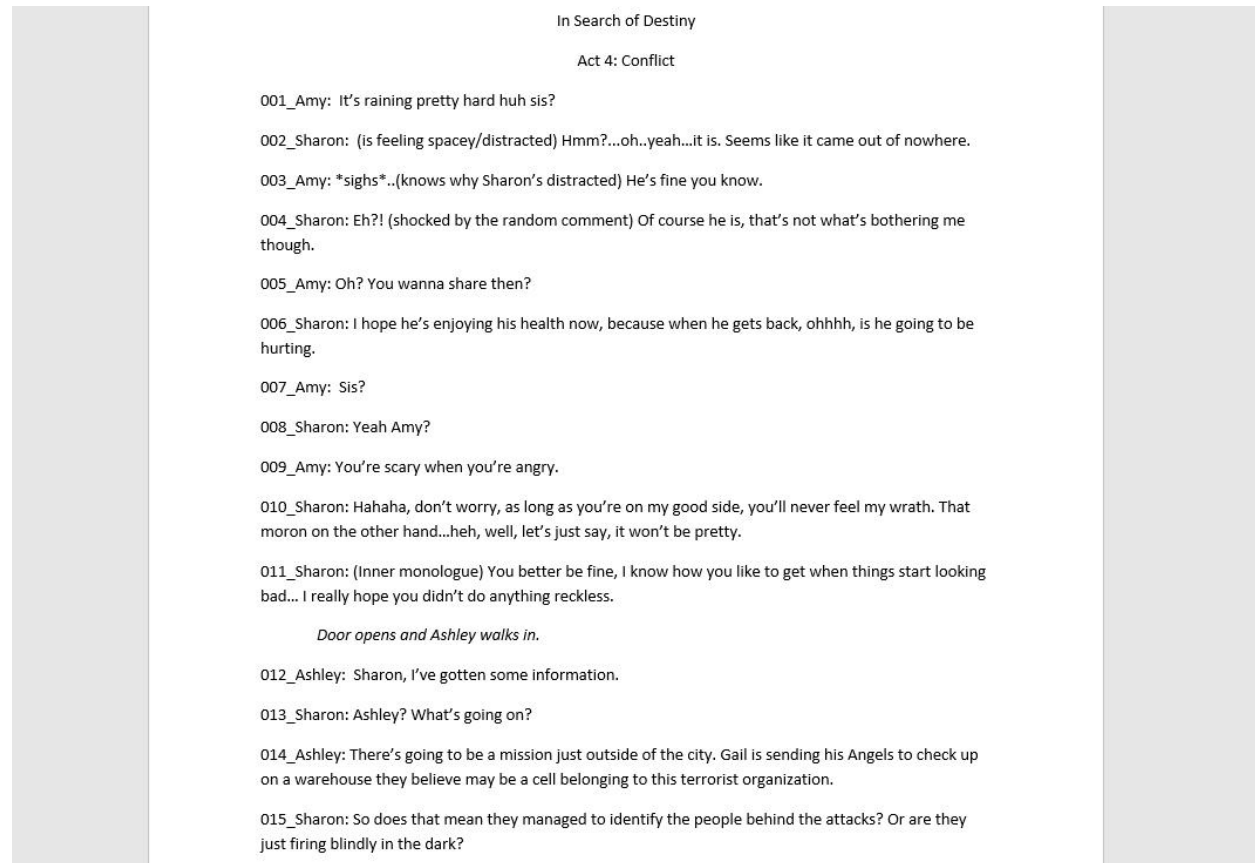 In Search of Destiny
Act 4: Conflict
001_Amy:  It’s raining pretty hard huh sis?
002_Sharon:  (is feeling spacey/distracted) Hmm?...oh..yeah...it is. Seems like it came out of nowhere.
003_Amy: *sighs*..(knows why Sharon’s distracted) He’s fine you know.
004_Sharon: Eh?! (shocked by the random comment) Of course he is, that’s not what’s bothering me
though.
005_Amy: Oh? You wanna share then?
006_Sharon: I hope he’s enjoying his health now, because when he gets back, ohhhh, is he going to be
hurting.
007_Amy:  Sis?
008_Sharon: Yeah Amy?
009_Amy: You’re scary when you’re angry.
010_Sharon: Hahaha, don’t worry, as long as you’re on my good side, you’ll never feel my wrath. That
moron on the other hand...heh, well, let’s just say, it won’t be pretty.
011_Sharon: (Inner monologue) You better be fine, I know how you like to get when things start looking
bad... I really hope you didn’t do anything reckless.
Door opens and Ashley walks in.
012_Ashley:  Sharon, I’ve gotten some information.
013_Sharon: Ashley? What’s going on?
014_Ashley: There’s going to be a mission just outside of the city. Gail is sending his Angels to check up
on a warehouse they believe may be a cell belonging to this terrorist organization.
015_Sharon: So does that mean they managed to identify the people behind the attacks? Or are they
just firing blindly in the dark?